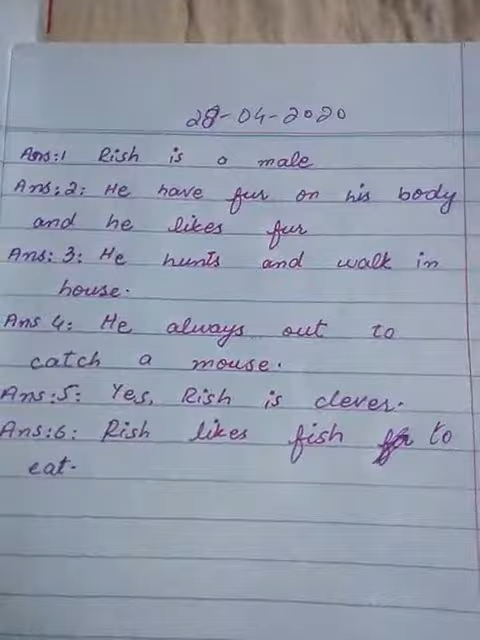 28-04-2020
Ans:1 Rish is a male
Ans:2: He have fur on his body
and he likes fur
Ans:3: He hunts and walk in
house.
Ans 4: He always out to
catch a mouse.
Ans:5: Yes, Rish is clever.
Ans:6: Rish likes fish to
eat.